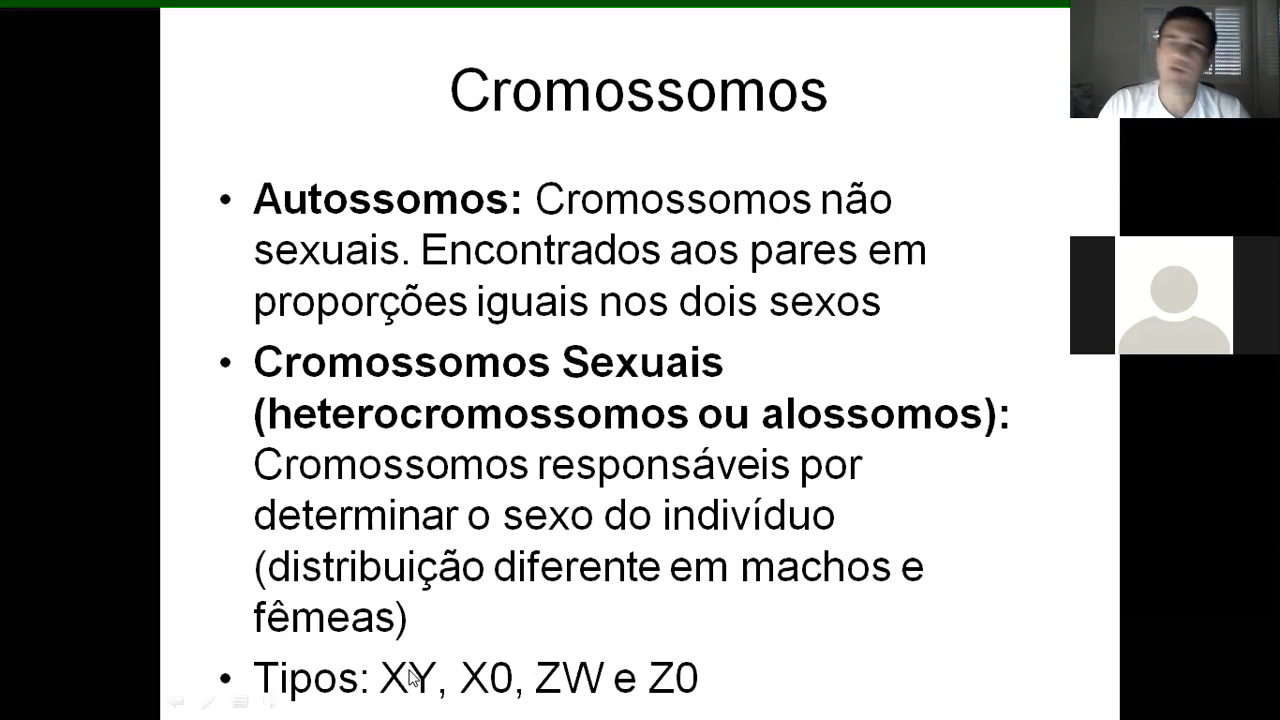 Cromossomos
• Autossomos: Cromossomos não
sexuais. Encontrados aos pares em
proporções iguais nos dois sexos
• Cromossomos Sexuais
(heterocromossomos ou alossomos):
Cromossomos responsáveis por
determinar o sexo do indivíduo
(distribuição diferente em machos e
fêmeas)
• Tipos: XY, X0, ZW e Z0